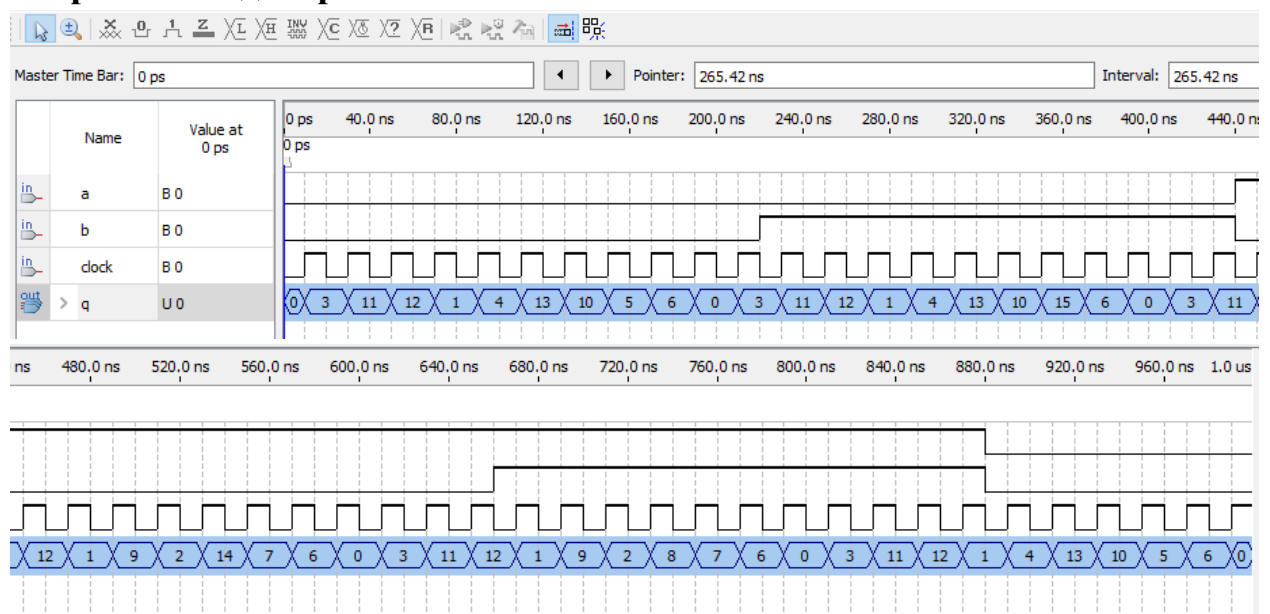 Master Time Bar: 0 ps Pointer: 265.42 ns Interval: 265.42 ns
Name Value at 0 ps
0 ps 40.0 ns 80.0 ns 120.0 ns 160.0 ns 200.0 ns 240.0 ns 280.0 ns 320.0 ns 360.0 ns 400.0 ns 440.0 ns
0 ps
in a B 0
in b B 0
in clock B 0
out > q U 0 0 3 11 12 1 4 13 10 5 6 0 3 11 12 1 4 13 10 15 6 0 3 11
ns 480.0 ns 520.0 ns 560.0 ns 600.0 ns 640.0 ns 680.0 ns 720.0 ns 760.0 ns 800.0 ns 840.0 ns 880.0 ns 920.0 ns 960.0 ns 1.0 us
12 1 9 2 14 7 6 0 3 11 12 1 9 2 8 7 6 0 3 11 12 1 4 13 10 5 6 0